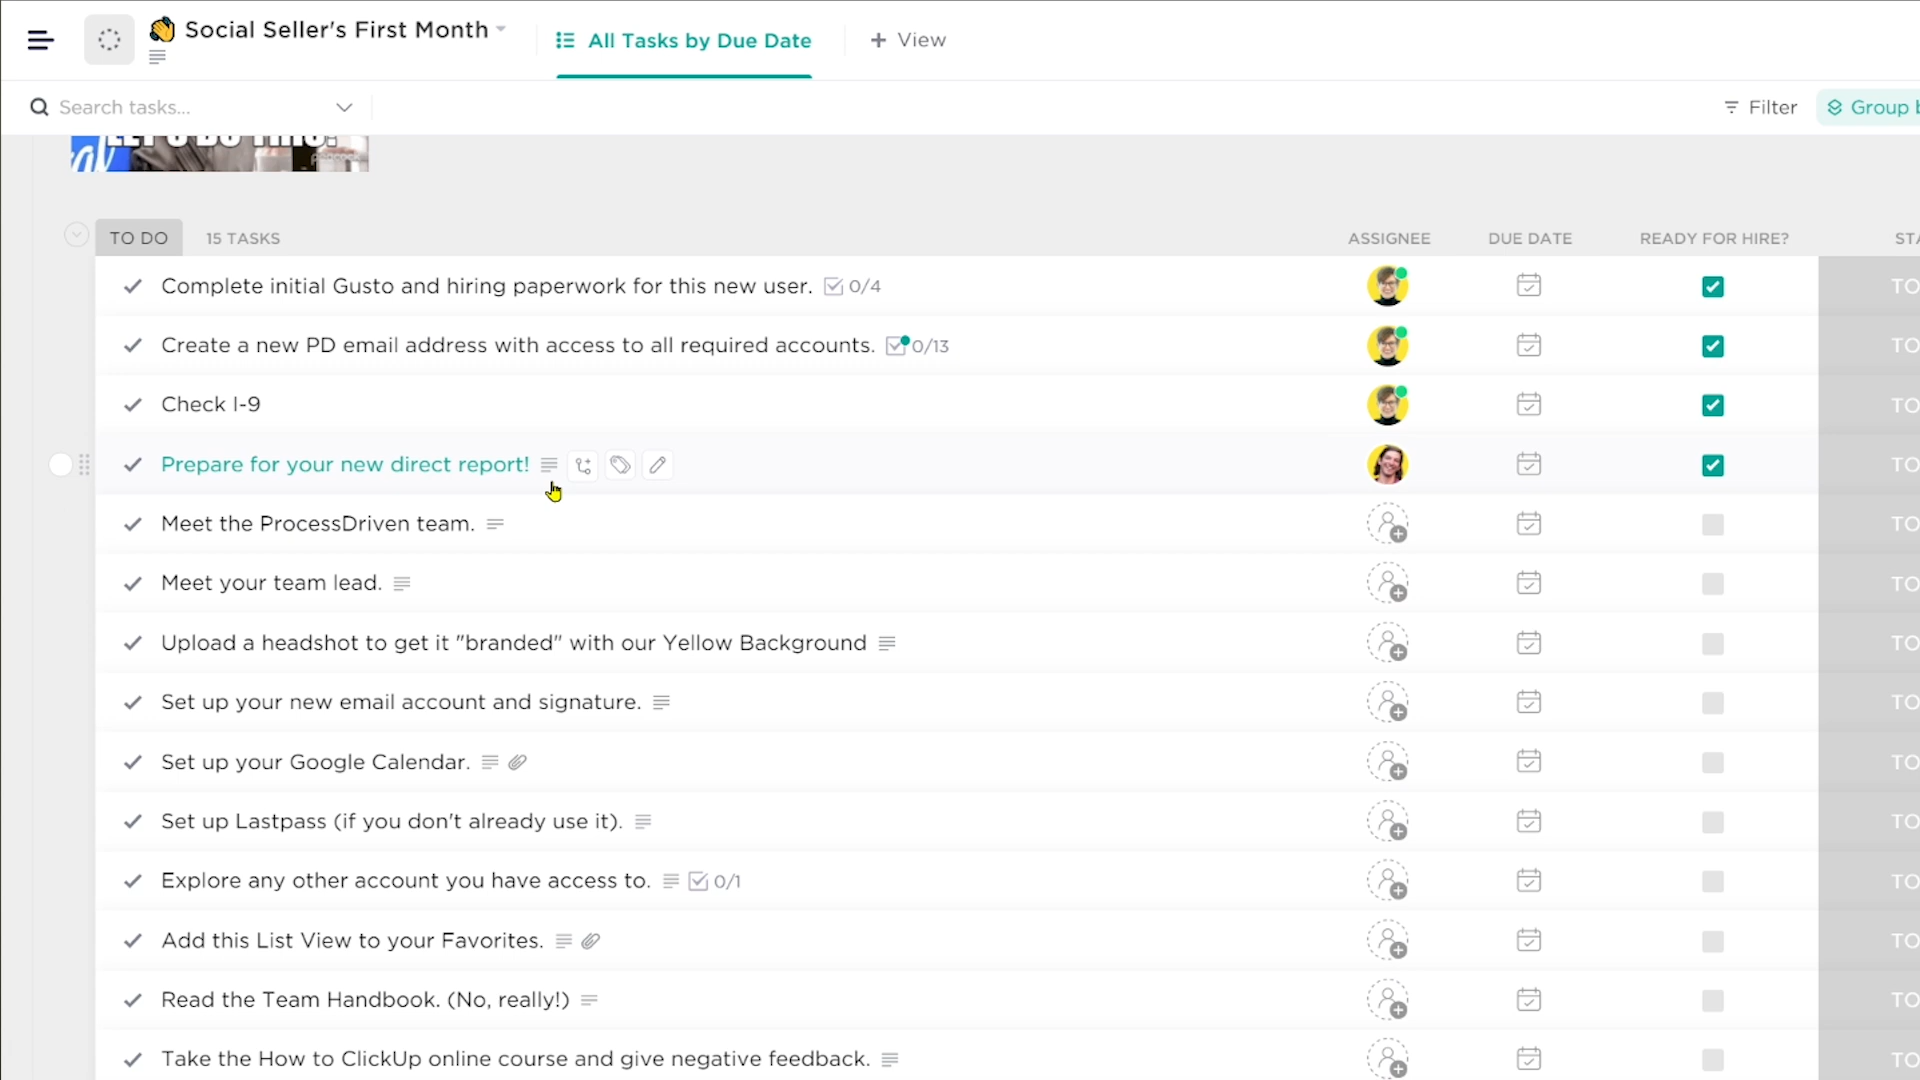 Social Seller's First Month
All Tasks by Due Date
+ View
Search tasks...
Filter
Group
LET'S DO THIS!
TO DO 15 TASKS ASSIGNEE DUE DATE READY FOR HIRE?
Complete initial Gusto and hiring paperwork for this new user. 0/4
Create a new PD email address with access to all required accounts. 0/13
Check I-9
Prepare for your new direct report!
Meet the ProcessDriven team.
Meet your team lead.
Upload a headshot to get it "branded" with our Yellow Background
Set up your new email account and signature.
Set up your Google Calendar.
Set up Lastpass (if you don't already use it).
Explore any other account you have access to. 0/1
Add this List View to your Favorites.
Read the Team Handbook. (No, really!)
Take the How to ClickUp online course and give negative feedback.